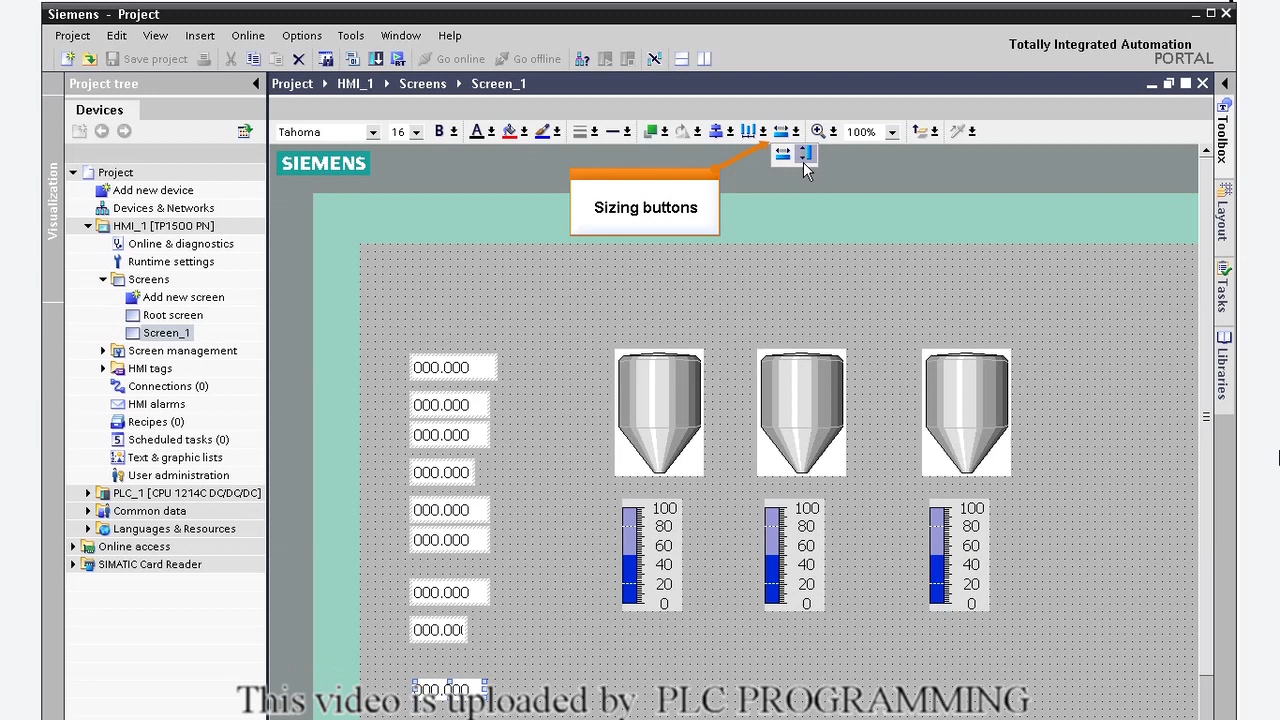 Siemens - Project
Project Edit View Insert Online Options Tools Window Help
Totally Integrated Automation
PORTAL
Save project
Go online
Go offline
Project tree
Project HMI_1 Screens Screen_1
Devices
Tahoma 16 B A 100%
SIEMENS
Sizing buttons
Visualization
Project
Add new device
Devices & Networks
HMI_1 [TP1500 PN]
Online & diagnostics
Runtime settings
Screens
Add new screen
Root screen
Screen_1
Screen management
HMI tags
Connections (0)
HMI alarms
Recipes (0)
Scheduled tasks (0)
Text & graphic lists
User administration
PLC_1 [CPU 1214C DC/DC/DC]
Common data
Languages & Resources
Online access
SIMATIC Card Reader
000.000
000.000
000.000
000.000
000.000
000.000
000.000
000.00(
000.000
100 100 100
80 80 80
60 60 60
40 40 40
20 20 20
0 0 0
Toolbox
Layout
Tasks
Libraries
This video is uploaded by PLC PROGRAMMING